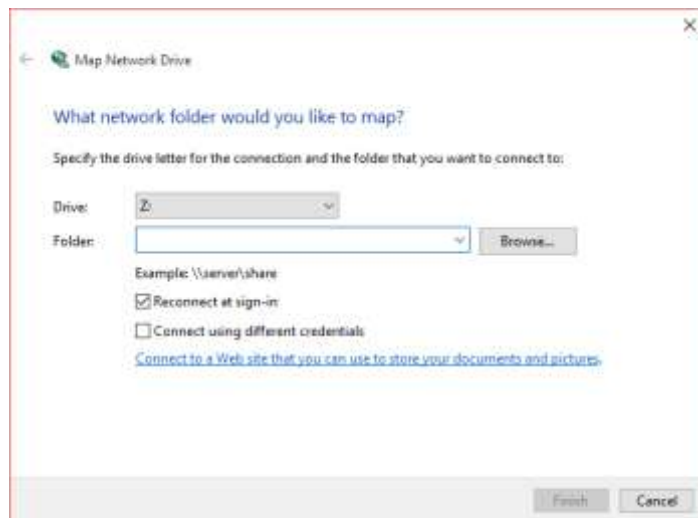 Map Network Drive
What network folder would you like to map?
Specify the drive letter for the connection and the folder that you want to connect to:
Drive: Z:
Folder: Browse...
Example: \\server\share
Reconnect at sign-in
Connect using different credentials
Connect to a Web site that you can use to store your documents and pictures.
Finish Cancel